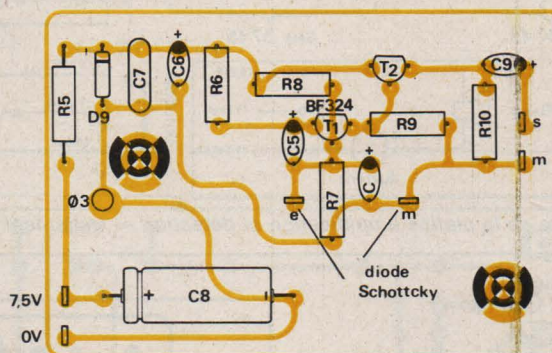 R5
D9
C7
C6
+
R6
R8
BF324
T1
T2
C9
+
R9
R10
s
m
C5
+
R7
C
+
e
m
Ø3
diode
Schottcky
+
C8
-
7,5V
0V